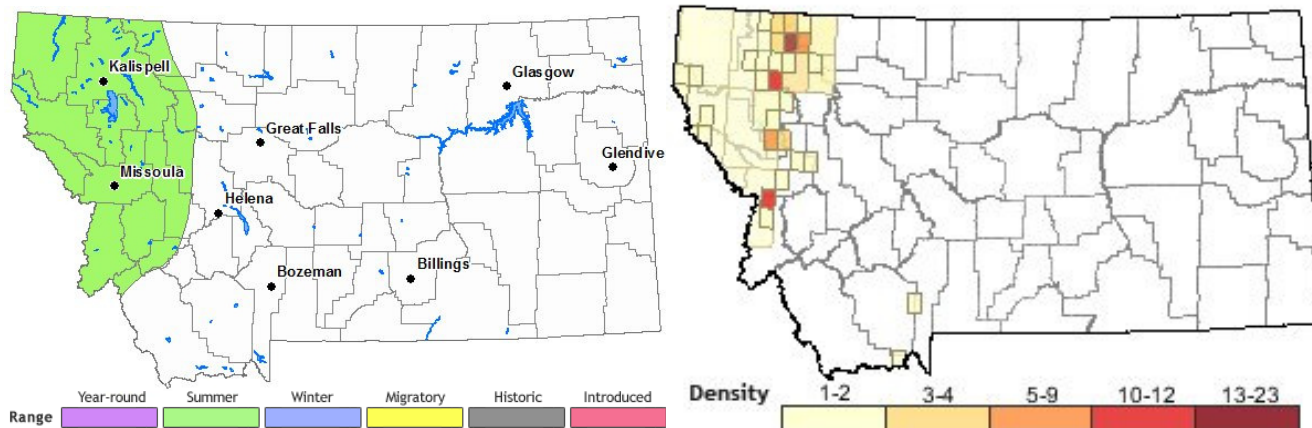 Kalispell
Glasgow
Great Falls
Glendive
Missoula
Helena
Bozeman
Billings
Year-round Summer Winter Migratory Historic Introduced
Range
Density 1-2 3-4 5-9 10-12 13-23